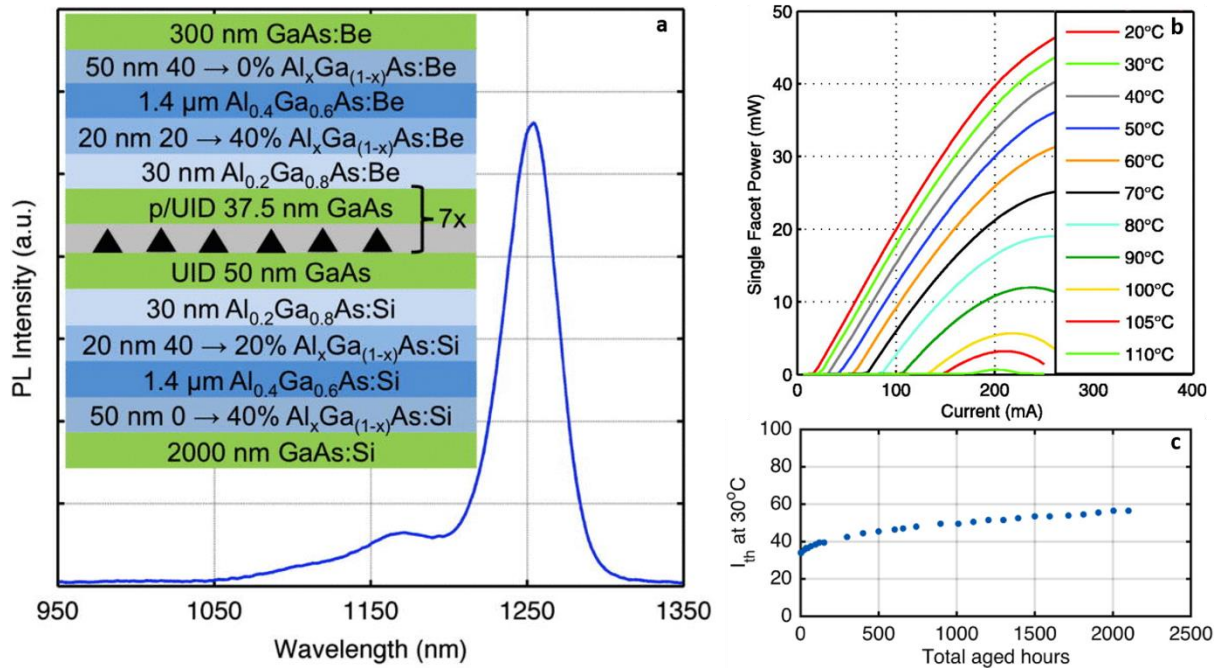 a
300 nm GaAs:Be
50 nm 40 → 0% AlₓGa₍₁₋ₓ₎As:Be
1.4 µm Al₀.₄Ga₀.₆As:Be
20 nm 20 → 40% AlₓGa₍₁₋ₓ₎As:Be
30 nm Al₀.₂Ga₀.₈As:Be
p/UID 37.5 nm GaAs
7x
UID 50 nm GaAs
30 nm Al₀.₂Ga₀.₈As:Si
20 nm 40 → 20% AlₓGa₍₁₋ₓ₎As:Si
1.4 µm Al₀.₄Ga₀.₆As:Si
50 nm 0 → 40% AlₓGa₍₁₋ₓ₎As:Si
2000 nm GaAs:Si
PL Intensity (a.u.)
950 1050 1150 1250 1350
Wavelength (nm)
b
Single Facet Power (mW)
50
40
30
20
10
0
20°C
30°C
40°C
50°C
60°C
70°C
80°C
90°C
100°C
105°C
110°C
0 100 200 300 400
Current (mA)
c
Iₜₕ at 30°C
100
80
60
40
20
0
0 500 1000 1500 2000 2500
Total aged hours